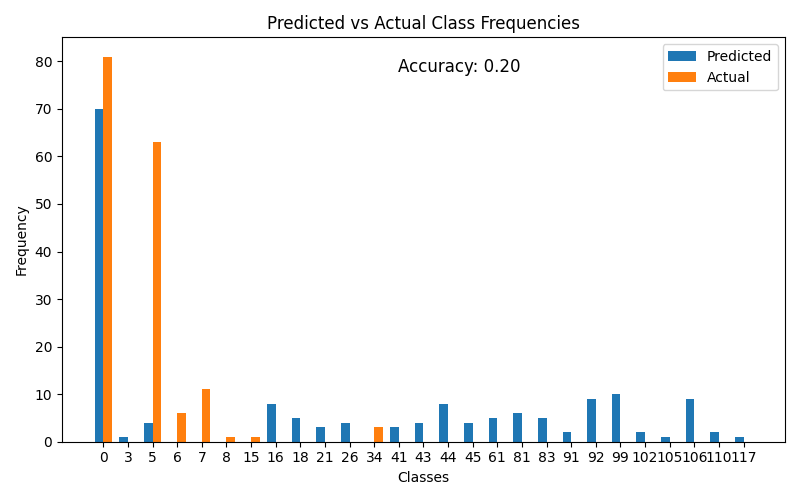 Predicted vs Actual Class Frequencies
Accuracy: 0.20
Predicted
Actual
80
70
60
50
40
30
20
10
0
Frequency
0 3 5 6 7 8 15 16 18 21 26 34 41 43 44 45 61 81 83 91 92 99 102 105 106 110 117
Classes